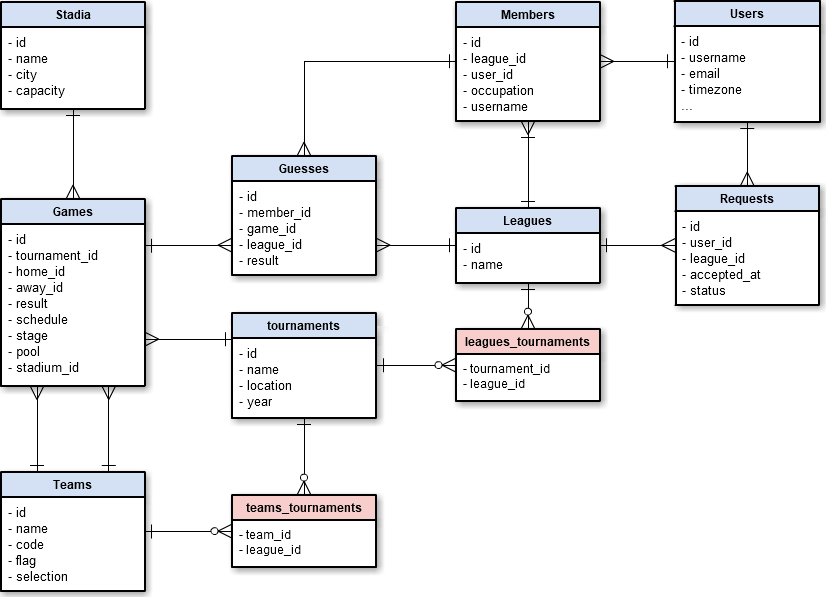 Stadia
- id
- name
- city
- capacity
Members
- id
- league_id
- user_id
- occupation
- username
Users
- id
- username
- email
- timezone
...
Guesses
- id
- member_id
- game_id
- league_id
- result
Games
- id
- tournament_id
- home_id
- away_id
- result
- schedule
- stage
- pool
- stadium_id
Leagues
- id
- name
Requests
- id
- user_id
- league_id
- accepted_at
- status
tournaments
- id
- name
- location
- year
leagues_tournaments
- tournament_id
- league_id
Teams
- id
- name
- code
- flag
- selection
teams_tournaments
- team_id
- league_id